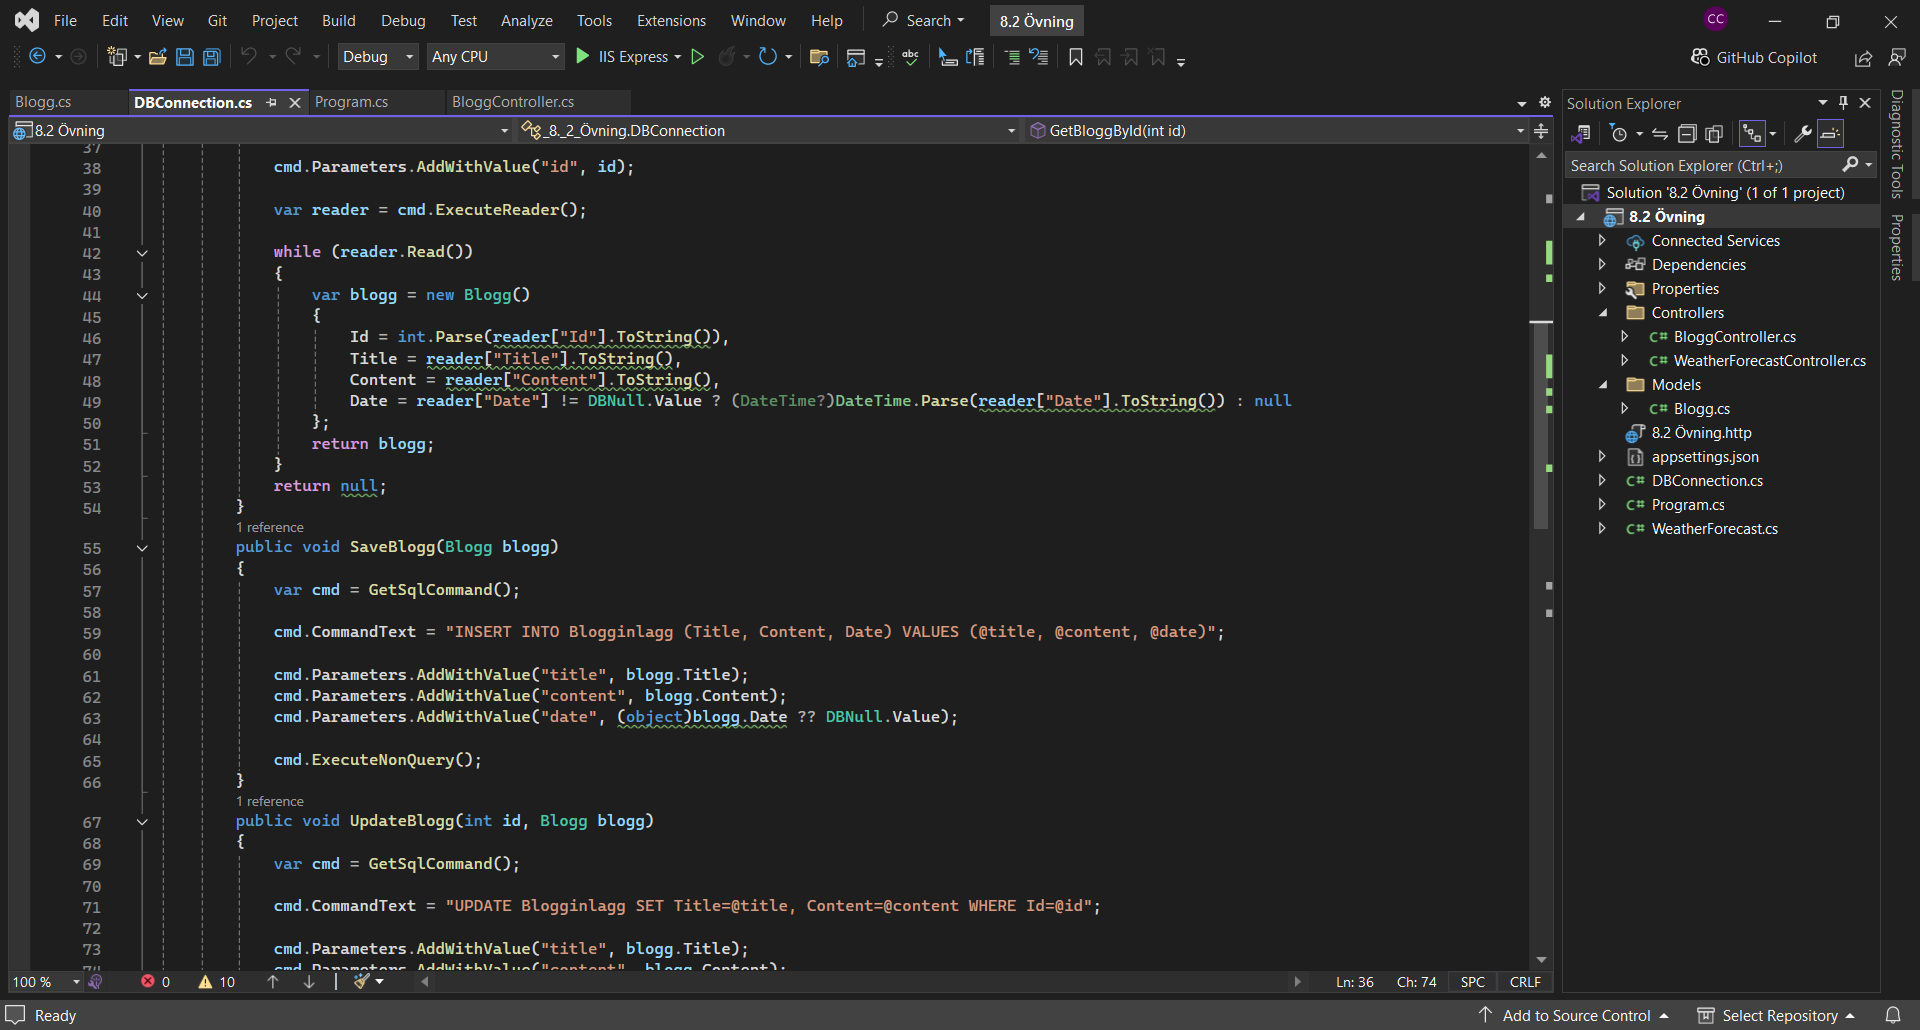 File Edit View Git Project Build Debug Test Analyze Tools Extensions Window Help Search 8.2 Övning CC
Debug Any CPU IIS Express abc GitHub Copilot
Blogg.cs DBConnection.cs Program.cs BloggController.cs
8.2 Övning _8._2_Övning.DBConnection GetBloggById(int id)
37
38 cmd.Parameters.AddWithValue("id", id);
39
40 var reader = cmd.ExecuteReader();
41
42 while (reader.Read())
43 {
44 var blogg = new Blogg()
45 {
46 Id = int.Parse(reader["Id"].ToString()),
47 Title = reader["Title"].ToString(),
48 Content = reader["Content"].ToString(),
49 Date = reader["Date"] != DBNull.Value ? (DateTime?)DateTime.Parse(reader["Date"].ToString()) : null
50 };
51 return blogg;
52 }
53 return null;
54 }
1 reference
55 public void SaveBlogg(Blogg blogg)
56 {
57 var cmd = GetSqlCommand();
58
59 cmd.CommandText = "INSERT INTO Blogginlagg (Title, Content, Date) VALUES (@title, @content, @date)";
60
61 cmd.Parameters.AddWithValue("title", blogg.Title);
62 cmd.Parameters.AddWithValue("content", blogg.Content);
63 cmd.Parameters.AddWithValue("date", (object)blogg.Date ?? DBNull.Value);
64
65 cmd.ExecuteNonQuery();
66 }
1 reference
67 public void UpdateBlogg(int id, Blogg blogg)
68 {
69 var cmd = GetSqlCommand();
70
71 cmd.CommandText = "UPDATE Blogginlagg SET Title=@title, Content=@content WHERE Id=@id";
72
73 cmd.Parameters.AddWithValue("title", blogg.Title);
74 cmd.Parameters.AddWithValue("content", blogg.Content);
100 % 0 10 Ln: 36 Ch: 74 SPC CRLF
Solution Explorer
Search Solution Explorer (Ctrl+;)
Solution '8.2 Övning' (1 of 1 project)
8.2 Övning
Connected Services
Dependencies
Properties
Controllers
C# BloggController.cs
C# WeatherForecastController.cs
Models
C# Blogg.cs
8.2 Övning.http
appsettings.json
C# DBConnection.cs
C# Program.cs
C# WeatherForecast.cs
Diagnostic Tools
Properties
Ready Add to Source Control Select Repository